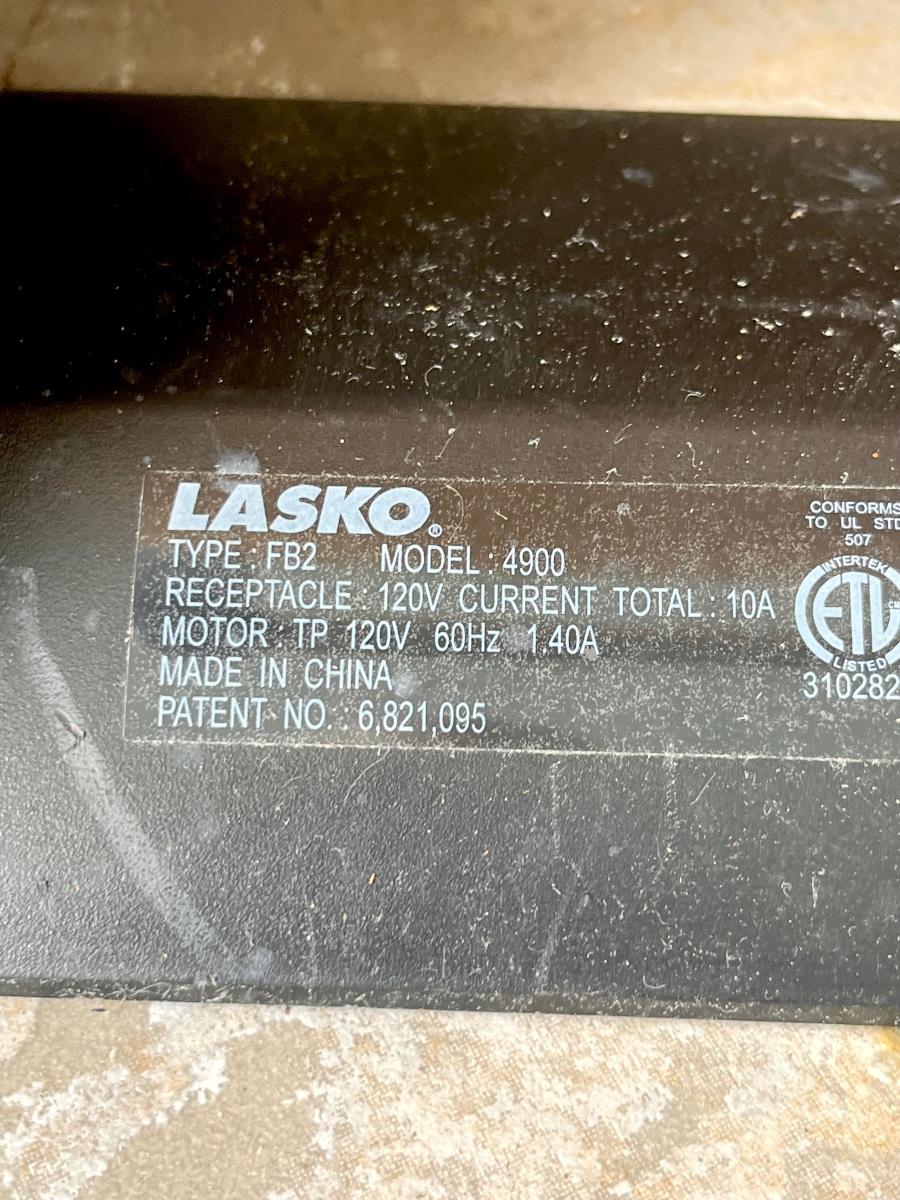 LASKO®
TYPE : FB2 MODEL : 4900
RECEPTACLE : 120V CURRENT TOTAL : 10A
MOTOR : TP 120V 60Hz 1.40A
MADE IN CHINA
PATENT NO : 6,821,095
CONFORMS
TO UL STD
507
INTERTEK
ETL
LISTED
310282